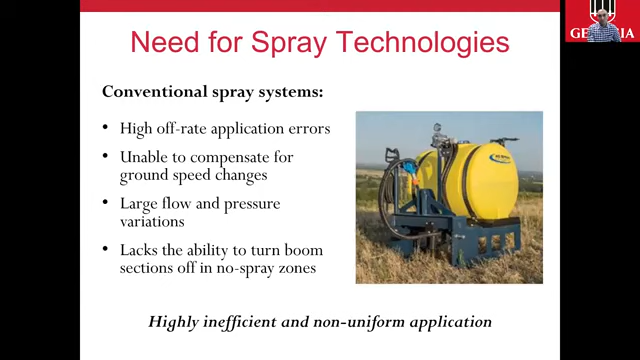 Need for Spray Technologies
Conventional spray systems:
• High off-rate application errors
• Unable to compensate for
ground speed changes
• Large flow and pressure
variations
• Lacks the ability to turn boom
sections off in no-spray zones
Highly inefficient and non-uniform application